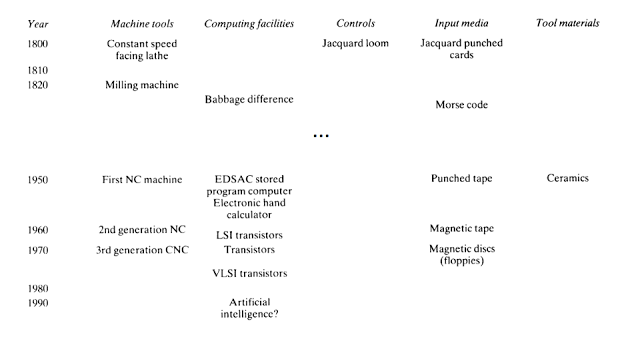 Year Machine tools Computing facilities Controls Input media Tool materials
1800 Constant speed Jacquard loom Jacquard punched
facing lathe cards
1810
1820 Milling machine
Babbage difference
Morse code
...
1950 First NC machine EDSAC stored Punched tape Ceramics
program computer
Electronic hand
calculator
1960 2nd generation NC Magnetic tape
LSI transistors
1970 3rd generation CNC Transistors Magnetic discs
(floppies)
VLSI transistors
1980
1990 Artificial
intelligence?